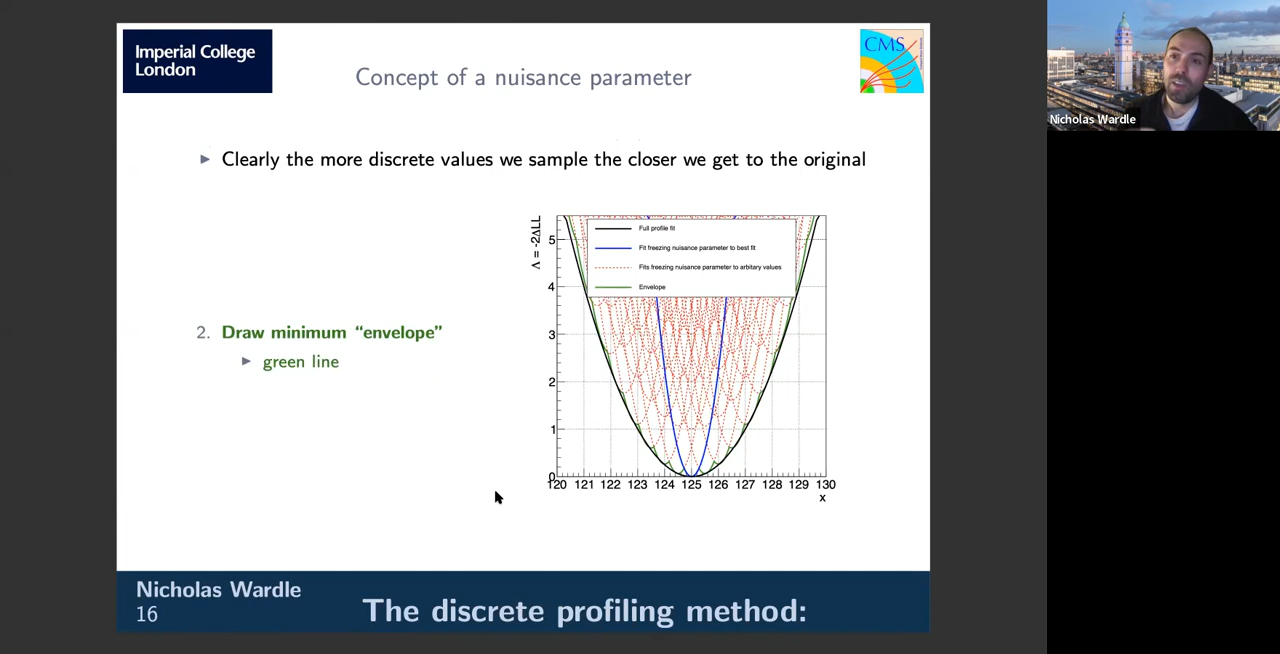 Imperial College
London
Concept of a nuisance parameter
CMS
Nicholas Wardle
Clearly the more discrete values we sample the closer we get to the original
2. Draw minimum “envelope”
green line
Λ = -2ΔLL
Full profile fit
Fit freezing nuisance parameter to best fit
Fits freezing nuisance parameter to arbitary values
Envelope
5
4
3
2
1
0
120 121 122 123 124 125 126 127 128 129 130
x
Nicholas Wardle
16
The discrete profiling method: